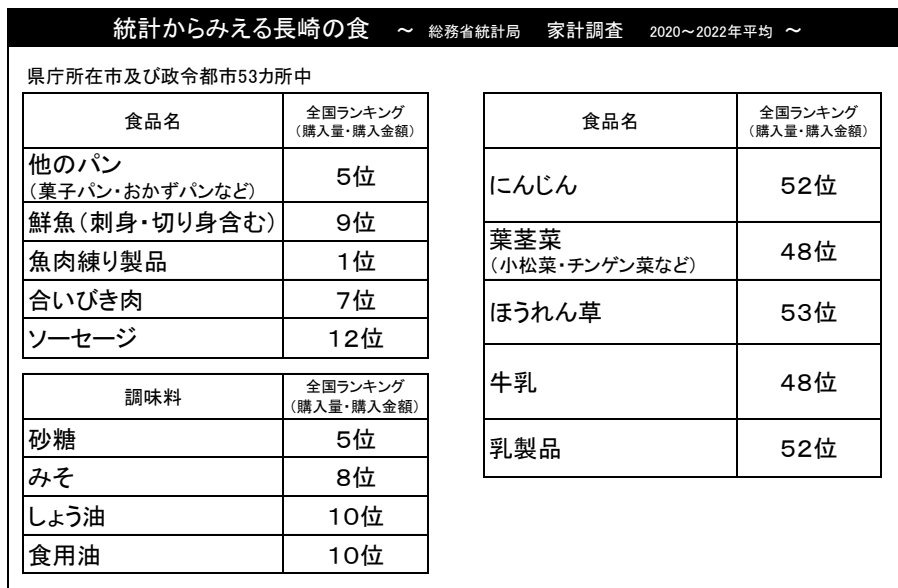 統計からみえる長崎の食 ～ 総務省統計局 家計調査 2020～2022年平均 ～
県庁所在市及び政令都市53カ所中
食品名 全国ランキング
（購入量・購入金額）
他のパン
（菓子パン・おかずパンなど） ５位
鮮魚（刺身・切り身含む） ９位
魚肉練り製品 １位
合いびき肉 ７位
ソーセージ １２位
調味料 全国ランキング
（購入量・購入金額）
砂糖 ５位
みそ ８位
しょう油 １０位
食用油 １０位
食品名 全国ランキング
（購入量・購入金額）
にんじん ５２位
葉茎菜
（小松菜・チンゲン菜など） ４８位
ほうれん草 ５３位
牛乳 ４８位
乳製品 ５２位